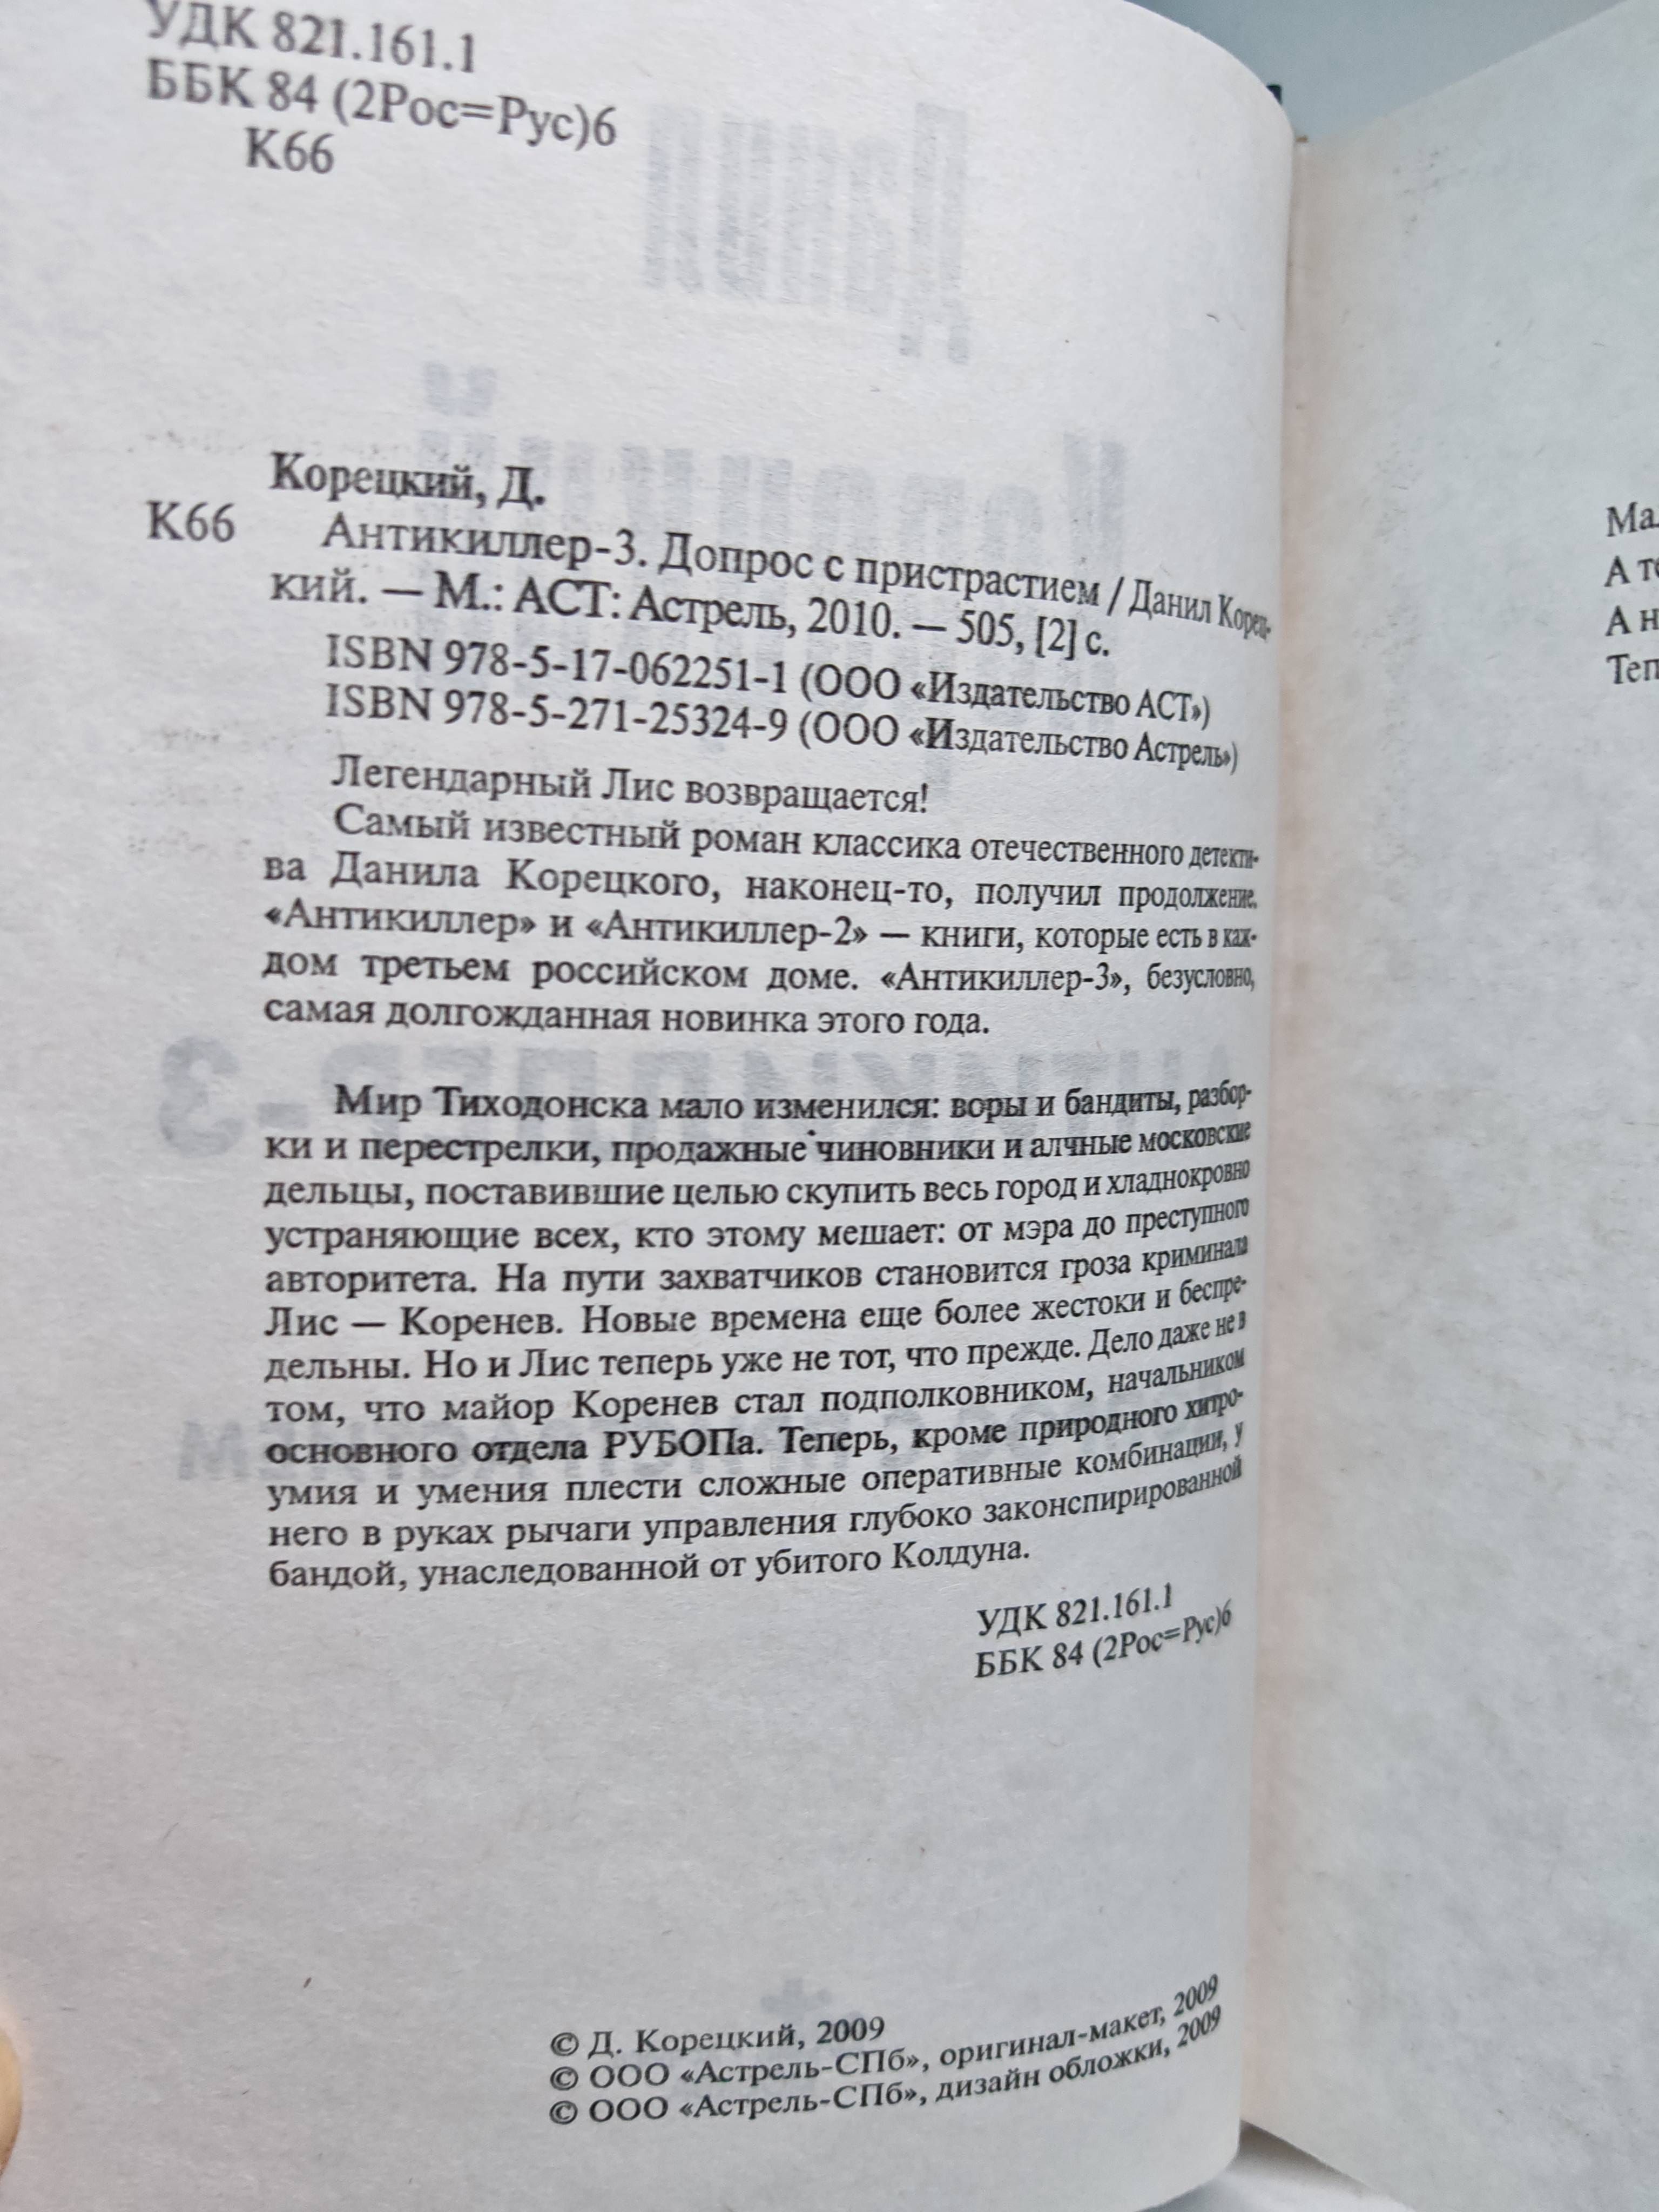 УДК 821.161.1
ББК 84 (2Рос=Рус)6
К66
Корецкий, Д.
К66 Антикиллер-3. Допрос с пристрастием / Данил Корец-
кий. — М.: АСТ: Астрель, 2010. — 505, [2] с.
ISBN 978-5-17-062251-1 (ООО «Издательство АСТ»)
ISBN 978-5-271-25324-9 (ООО «Издательство Астрель»)
Легендарный Лис возвращается!
Самый известный роман классика отечественного детекти-
ва Данила Корецкого, наконец-то, получил продолжение.
«Антикиллер» и «Антикиллер-2» — книги, которые есть в каж-
дом третьем российском доме. «Антикиллер-3», безусловно,
самая долгожданная новинка этого года.
Мир Тиходонска мало изменился: воры и бандиты, разбор-
ки и перестрелки, продажные чиновники и алчные московские
дельцы, поставившие целью скупить весь город и хладнокровно
устраняющие всех, кто этому мешает: от мэра до преступного
авторитета. На пути захватчиков становится гроза криминала
Лис — Коренев. Новые времена еще более жестоки и беспре-
дельны. Но и Лис теперь уже не тот, что прежде. Дело даже не в
том, что майор Коренев стал подполковником, начальником
основного отдела РУБОПа. Теперь, кроме природного хитро-
умия и умения плести сложные оперативные комбинации, у
него в руках рычаги управления глубоко законспирированной
бандой, унаследованной от убитого Колдуна.
УДК 821.161.1
ББК 84 (2Рос=Рус)6
© Д. Корецкий, 2009
© ООО «Астрель-СПб», оригинал-макет, 2009
© ООО «Астрель-СПб», дизайн обложки, 2009